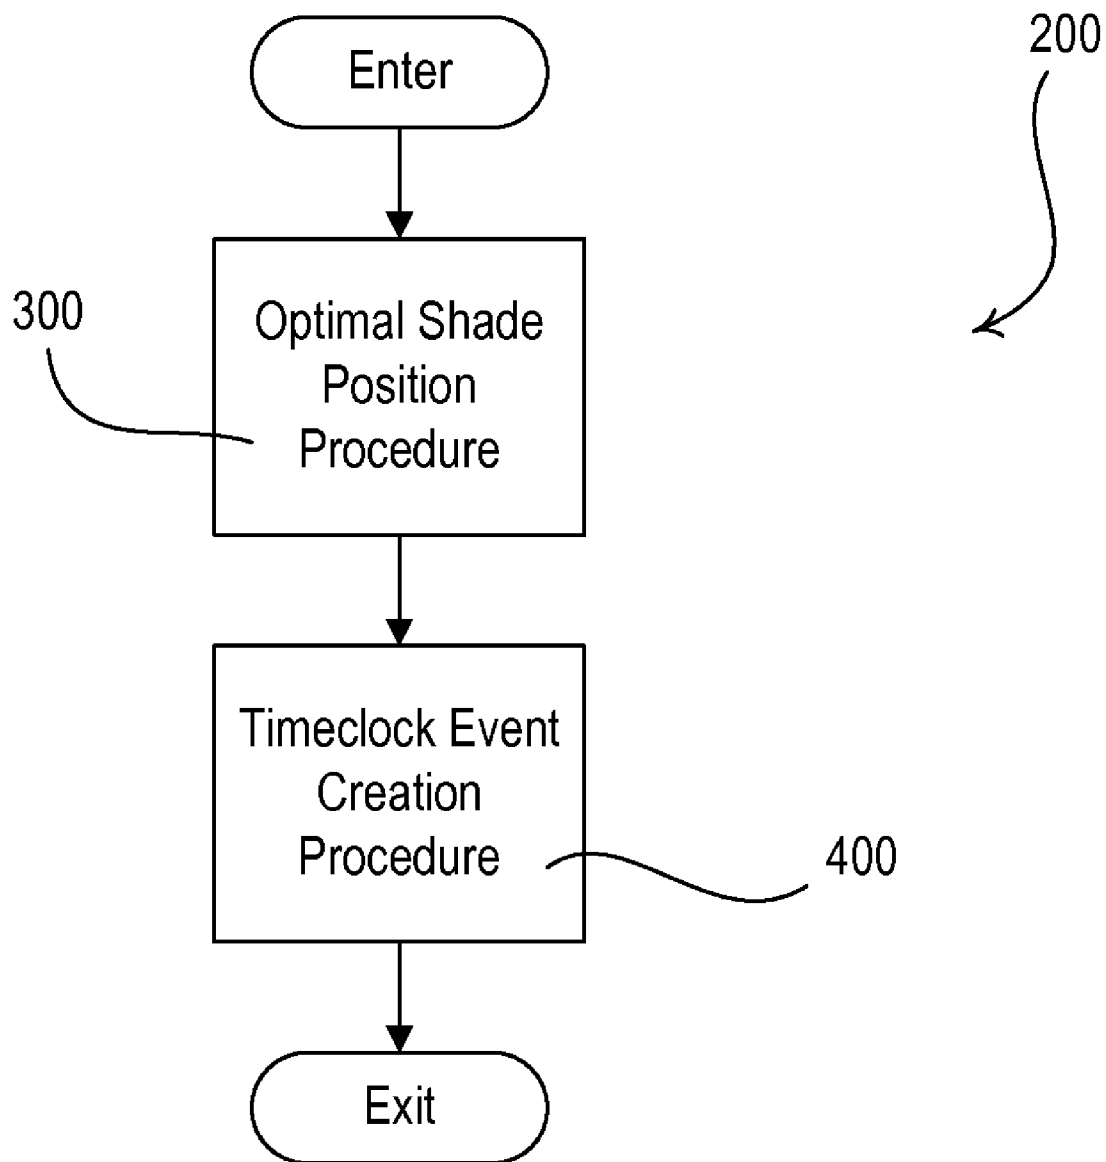 Enter
200
300
Optimal Shade
Position
Procedure
Timeclock Event
Creation
Procedure
400
Exit